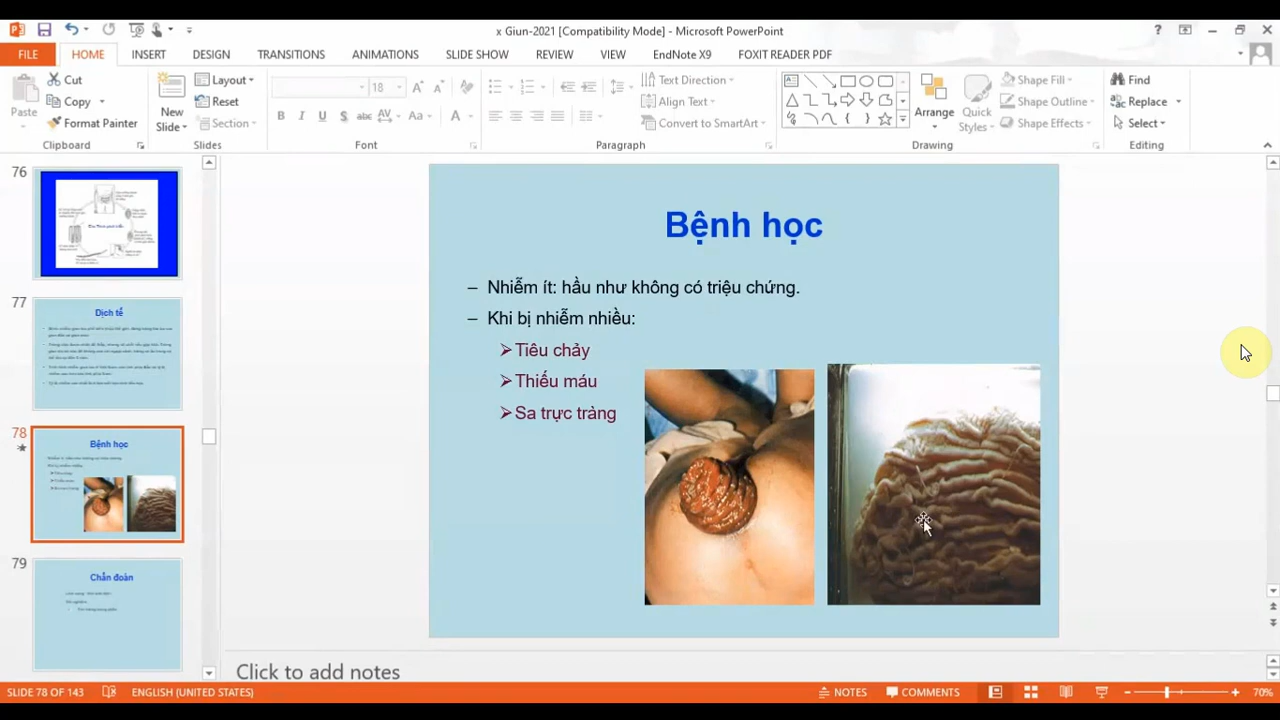 x Giun-2021 [Compatibility Mode] - Microsoft PowerPoint
FILE HOME INSERT DESIGN TRANSITIONS ANIMATIONS SLIDE SHOW REVIEW VIEW EndNote X9 FOXIT READER PDF
Paste
Cut
Copy
Format Painter
Clipboard
New Slide
Layout
Reset
Section
Slides
18
Font
Text Direction
Align Text
Convert to SmartArt
Paragraph
Arrange
Quick Styles
Shape Fill
Shape Outline
Shape Effects
Drawing
Find
Replace
Select
Editing
76
77
Dịch tễ
78
Bệnh học
79
Chẩn đoán
Bệnh học
– Nhiễm ít: hầu như không có triệu chứng.
– Khi bị nhiễm nhiều:
➢Tiêu chảy
➢Thiếu máu
➢Sa trực tràng
Click to add notes
SLIDE 78 OF 143 ENGLISH (UNITED STATES) NOTES COMMENTS 70%